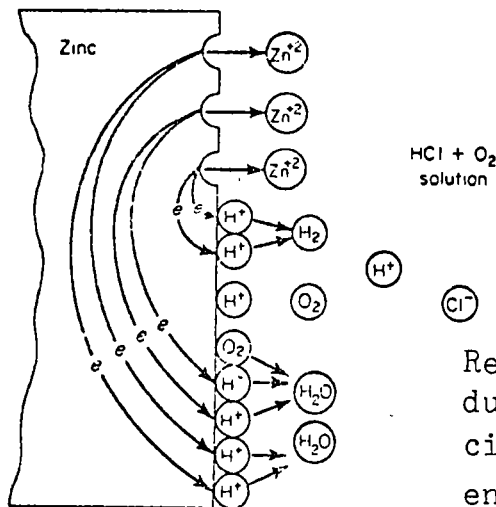 Zinc
Zn+2
Zn+2
Zn+2
HCl + O2
solution
e
e
H+
H+
H2
H+
H+
O2
Cl-
e
e
e
e
O2
H-
H+
H+
H+
H2O
H2O
Re
du
ci
en